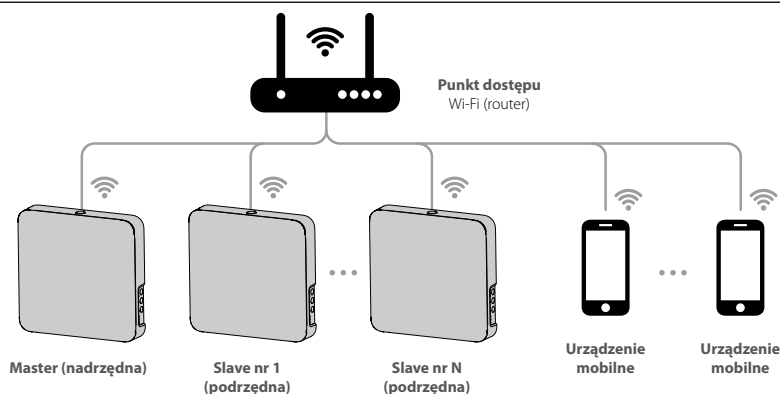 Punkt dostępu
Wi-Fi (router)
Master (nadrzędna)
Slave nr 1
(podrzędna)
Slave nr N
(podrzędna)
Urządzenie
mobilne
Urządzenie
mobilne